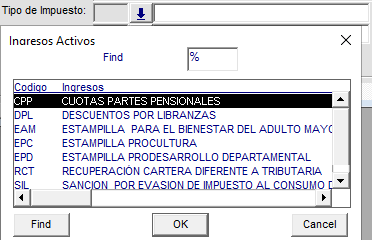 Tipo de Impuesto:
Ingresos Activos
Find %
Codigo Ingresos
CPP CUOTAS PARTES PENSIONALES
DPL DESCUENTOS POR LIBRANZAS
EAM ESTAMPILLA PARA EL BIENESTAR DEL ADULTO MAYO
EPC ESTAMPILLA PROCULTURA
EPD ESTAMPILLA PRODESARROLLO DEPARTAMENTAL
RCT RECUPERACIÓN CARTERA DIFERENTE A TRIBUTARIA
SIL SANCION POR EVASION DE IMPUESTO AL CONSUMO D
Find OK Cancel